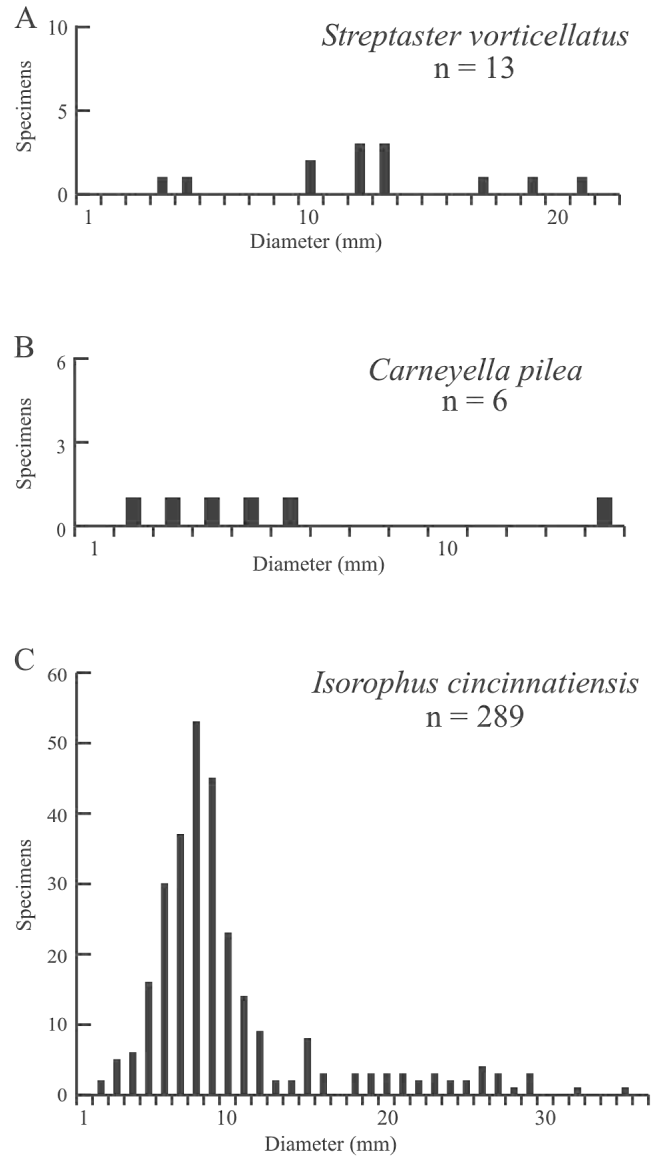 A
Streptaster vorticellatus
n = 13
10
5
0
Specimens
1 10 20
Diameter (mm)
B
Carneyella pilea
n = 6
6
3
0
Specimens
1 10
Diameter (mm)
C
Isorophus cincinnatiensis
n = 289
60
50
40
30
20
10
0
Specimens
1 10 20 30
Diameter (mm)